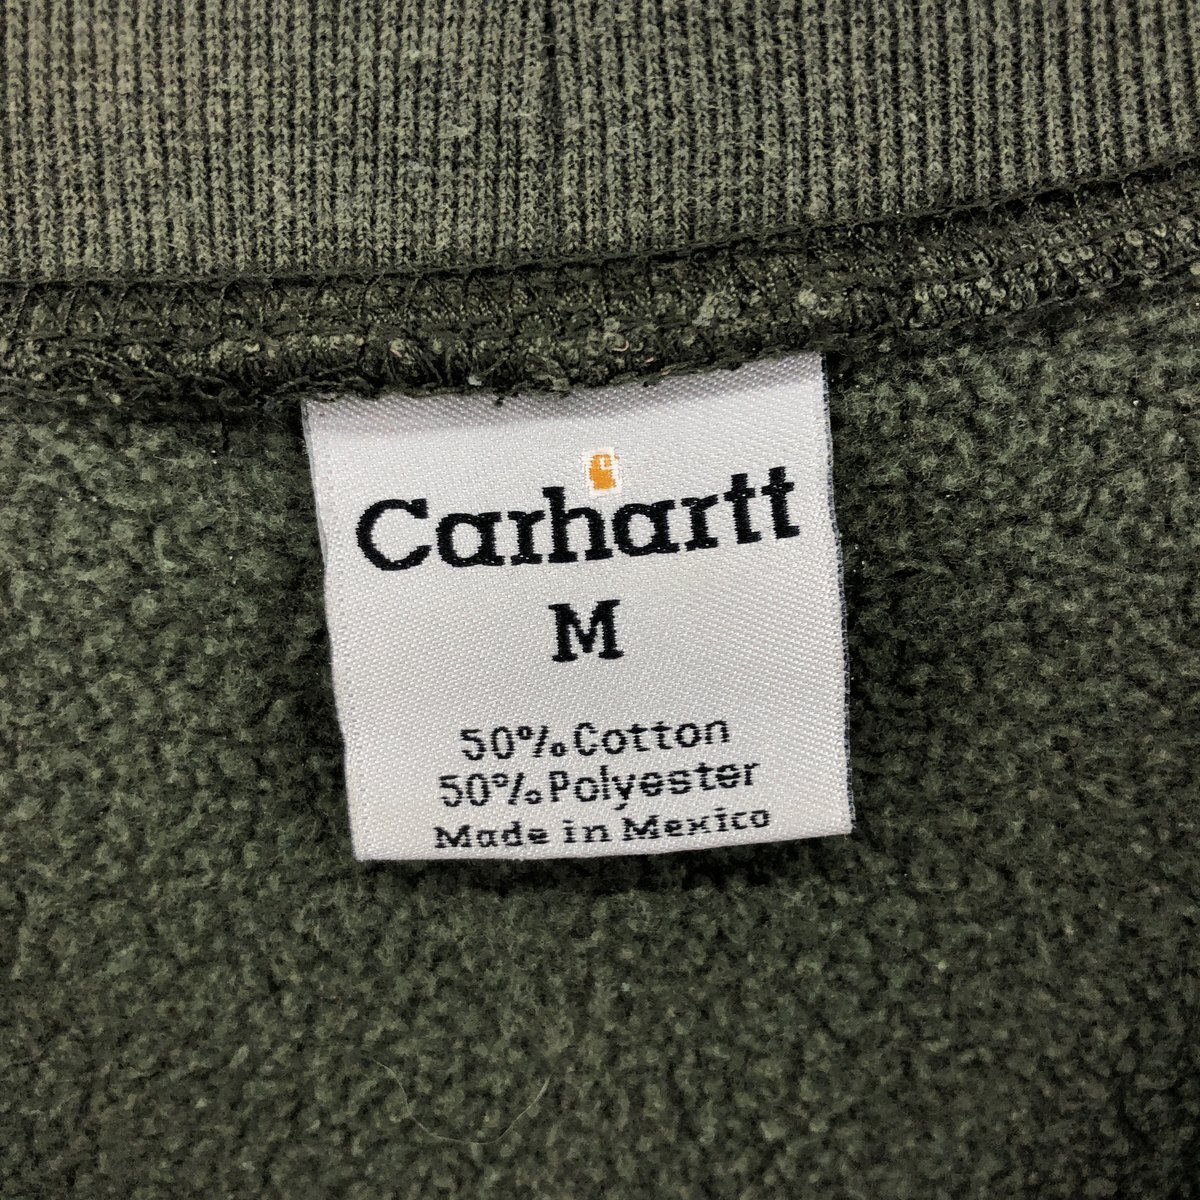 Carhartt
M
50% Cotton
50% Polyester
Made in Mexico